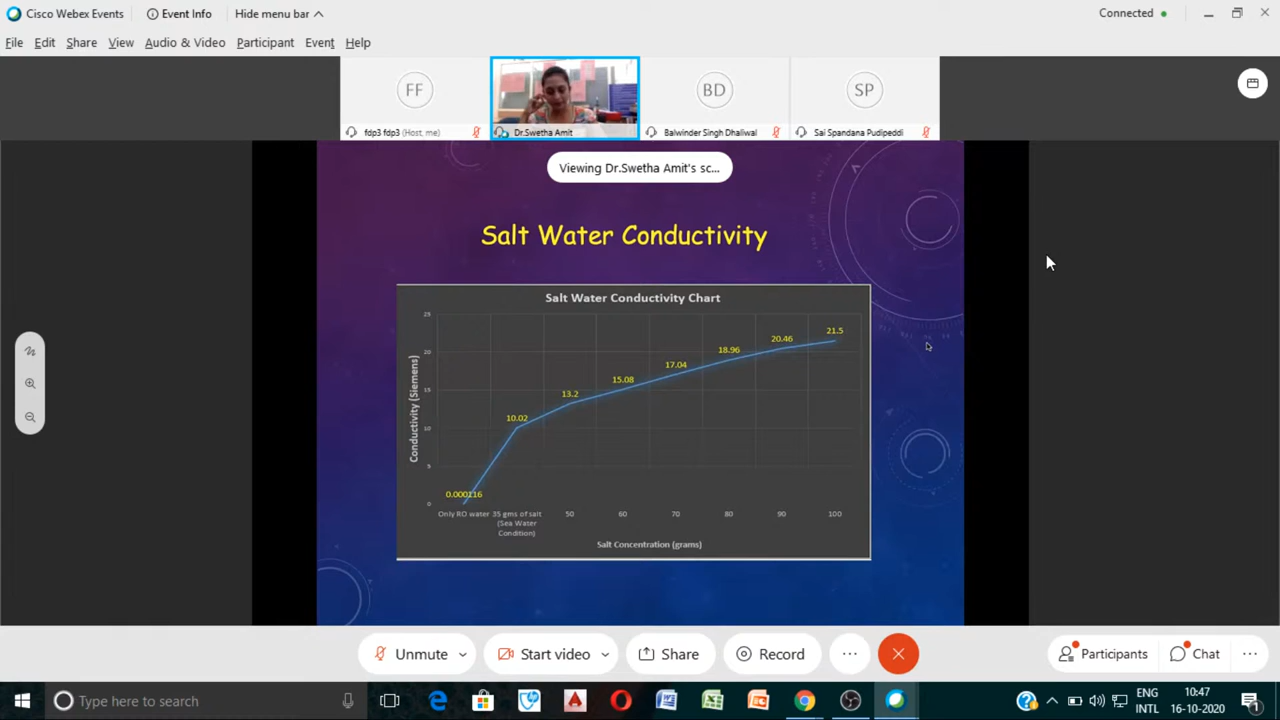 Cisco Webex Events
Event Info
Hide menu bar
Connected
File Edit Share View Audio & Video Participant Event Help
FF
BD
SP
fdp3 fdp3 (Host, me)
Dr.Swetha Amit
Balwinder Singh Dhaliwal
Sai Spandana Pudipeddi
Viewing Dr.Swetha Amit's sc...
Salt Water Conductivity
Salt Water Conductivity Chart
Conductivity (Siemens)
25
20
15
10
5
0
0.000116
10.02
13.2
15.08
17.04
18.96
20.46
21.5
Only RO water
35 gms of salt
(Sea Water
Condition)
50
60
70
80
90
100
Salt Concentration (grams)
Unmute
Start video
Share
Record
Participants
Chat
Type here to search
ENG
INTL
10:47
16-10-2020
1